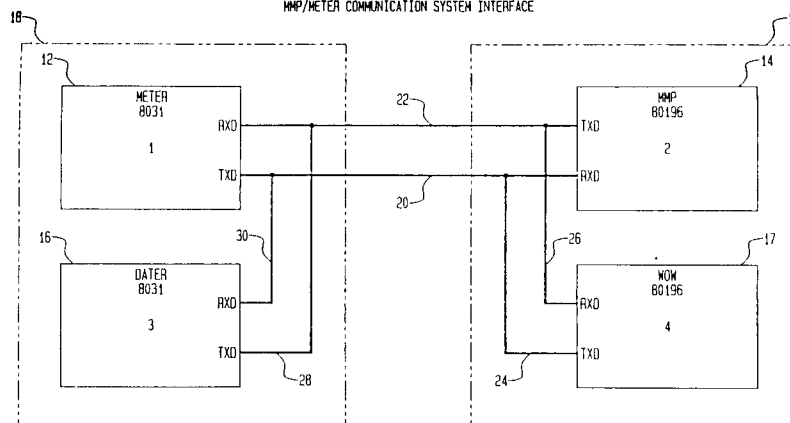 MMP/METER COMMUNICATION SYSTEM INTERFACE
18
12
METER
8031
1
RXD
TXD
22
20
14
MMP
80196
2
TXD
RXD
16
DATER
8031
3
RXD
TXD
30
28
26
24
17
WOW
80196
4
RXD
TXD